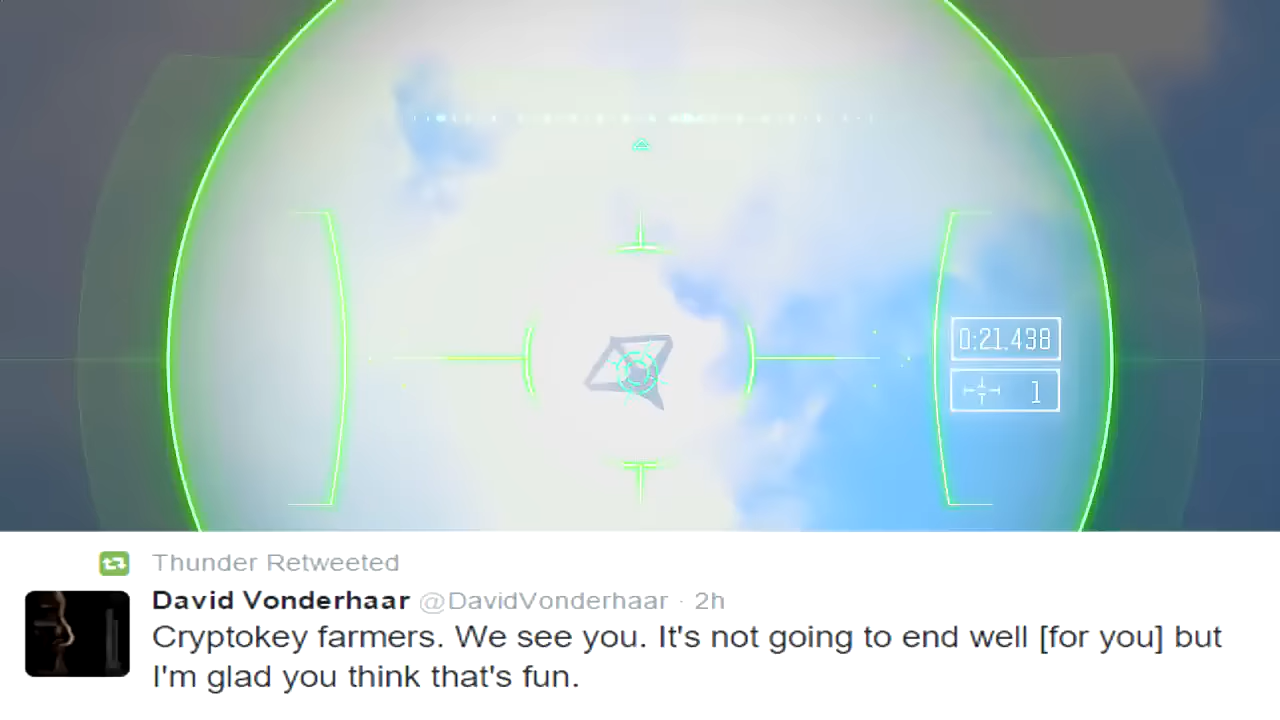 0:21.438
1
Thunder Retweeted
David Vonderhaar @DavidVonderhaar · 2h
Cryptokey farmers. We see you. It's not going to end well [for you] but
I'm glad you think that's fun.